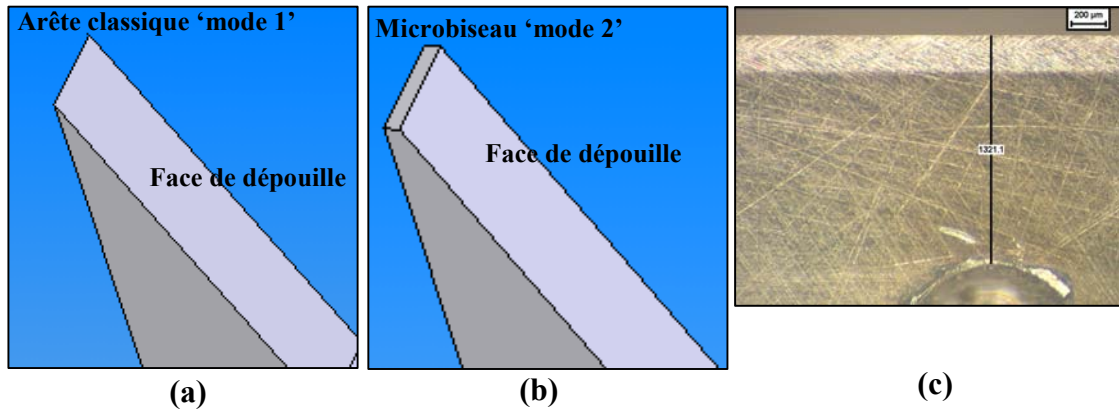 Arête classique ‘mode 1’
Face de dépouille
(a)
Microbiseau ‘mode 2’
Face de dépouille
(b)
200 µm
1321.1
(c)